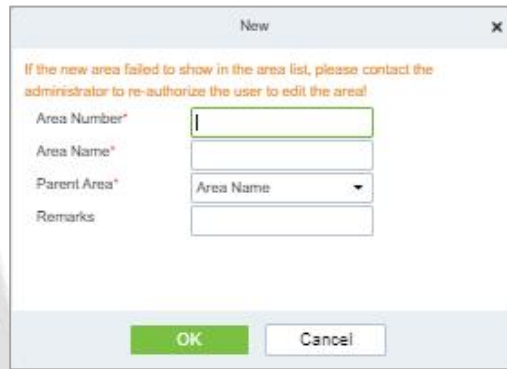 New
If the new area failed to show in the area list, please contact the
administrator to re-authorize the user to edit the area!
Area Number*
Area Name*
Parent Area* Area Name
Remarks
OK Cancel